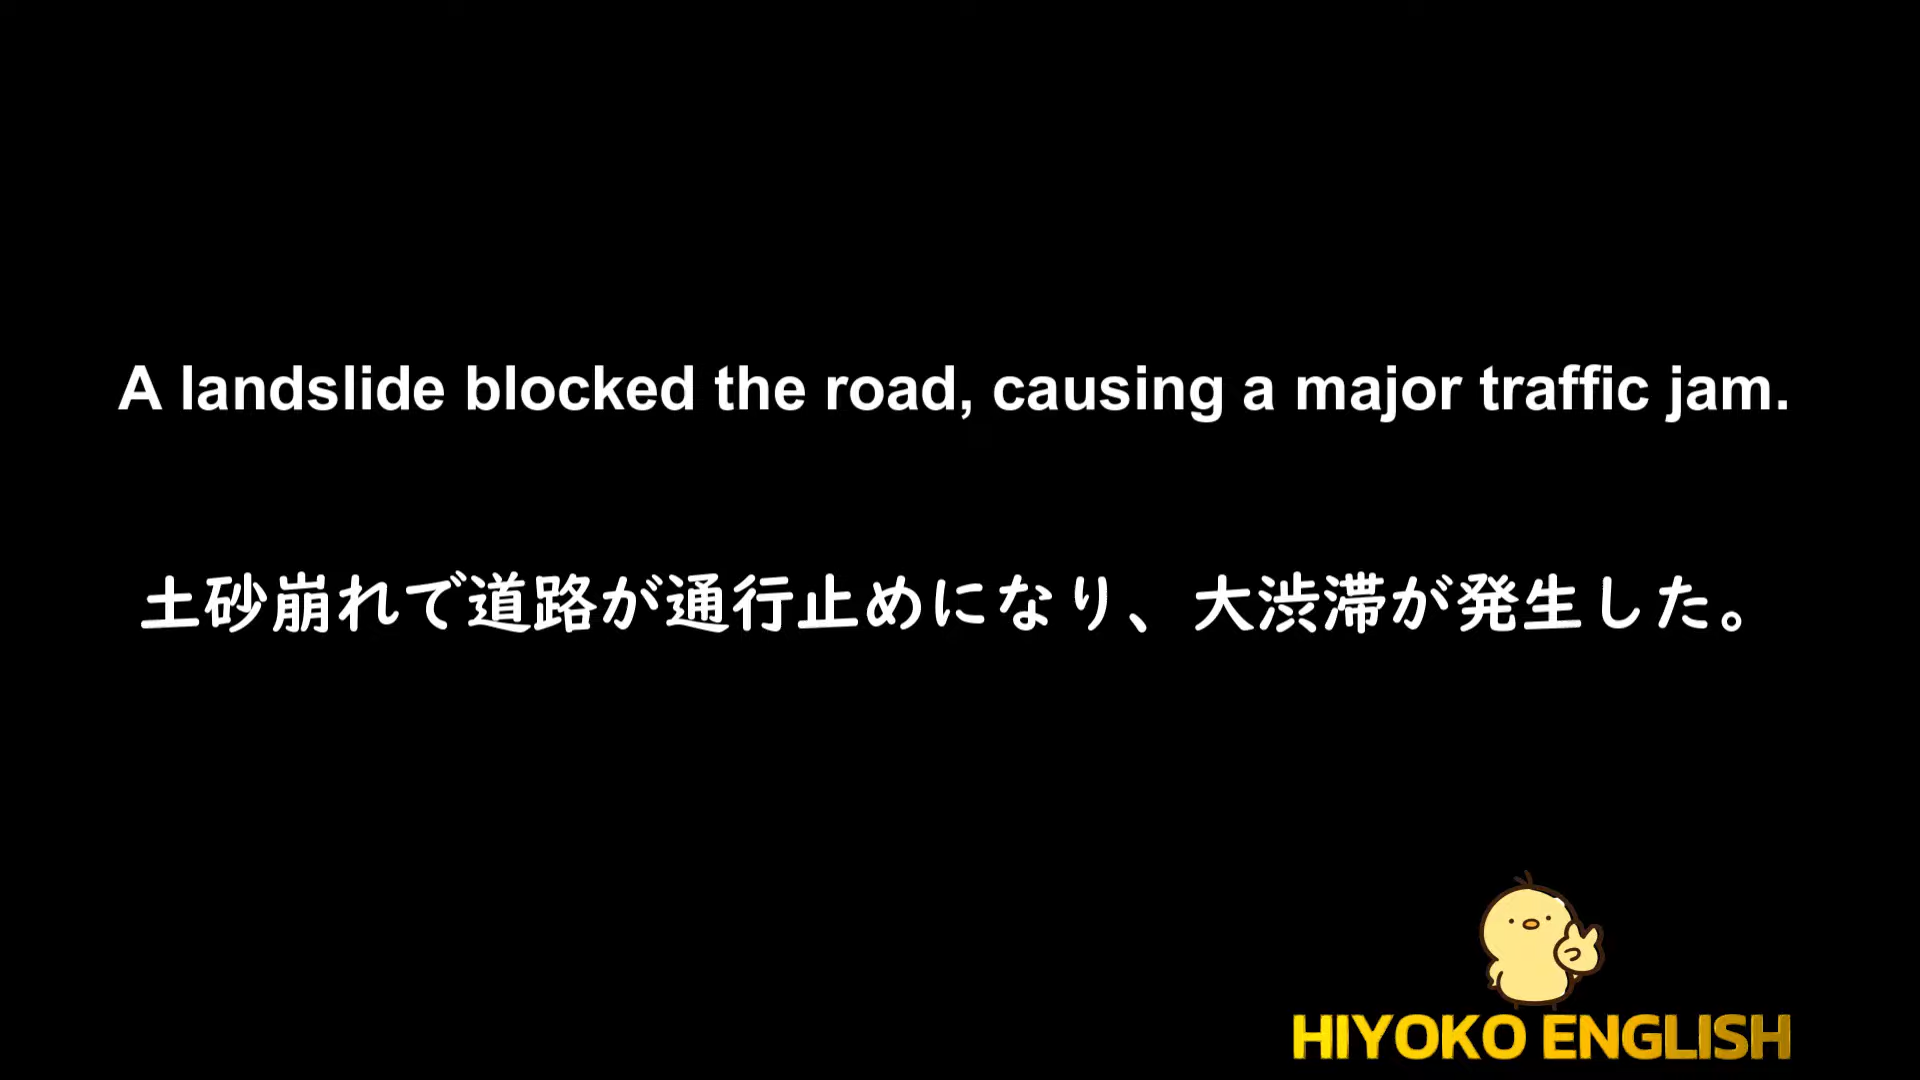 A landslide blocked the road, causing a major traffic jam.
土砂崩れで道路が通行止めになり、大渋滞が発生した。
HIYOKO ENGLISH